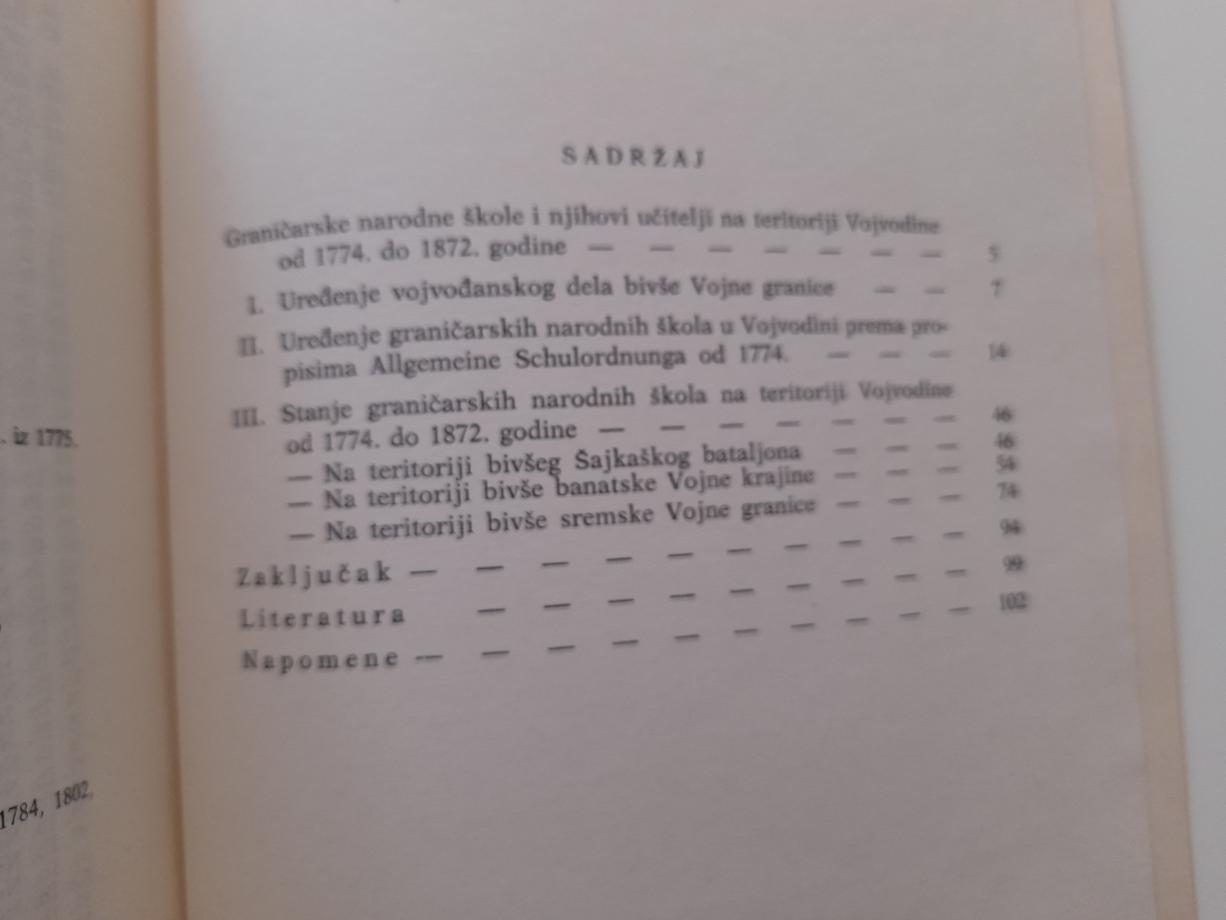 . iz 1775.
1784, 1802,
SADRŽAJ
Graničarske narodne škole i njihovi učitelji na teritoriji Vojvodine
od 1774. do 1872. godine — — — — — — — 5
I. Uređenje vojvođanskog dela bivše Vojne granice — — 7
II. Uređenje graničarskih narodnih škola u Vojvodini prema pro-
pisima Allgemeine Schulordnunga od 1774. — — — 14
III. Stanje graničarskih narodnih škola na teritoriji Vojvodine
od 1774. do 1872. godine — — — — — — — 46
— Na teritoriji bivšeg Šajkaškog bataljona — — — 46
— Na teritoriji bivše banatske Vojne krajine — — — 54
— Na teritoriji bivše sremske Vojne granice — — — 74
Zaključak — — — — — — — — — — 94
Literatura — — — — — — — — — 99
Napomene — — — — — — — — — — 102